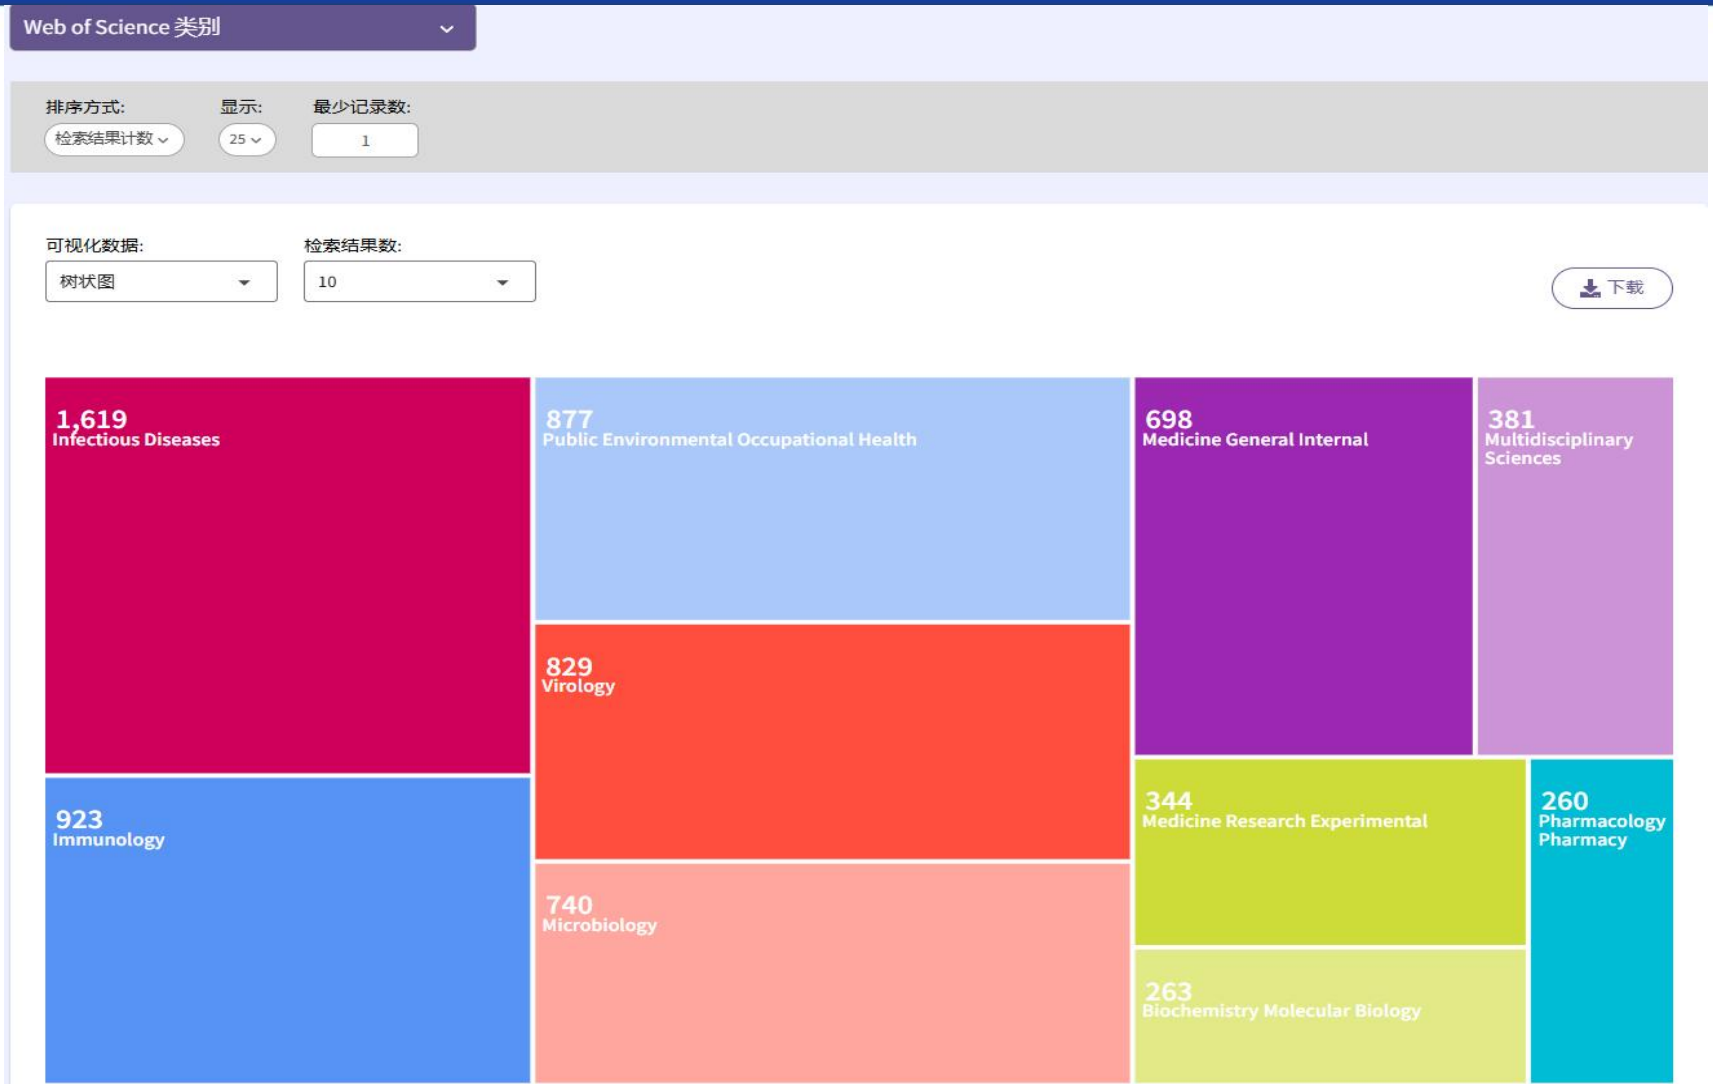 Web of Science 类别
排序方式:
显示:
最少记录数:
检索结果计数
25
1
可视化数据:
检索结果数:
树状图
10
下载
1,619
Infectious Diseases
877
Public Environmental Occupational Health
698
Medicine General Internal
381
Multidisciplinary
Sciences
829
Virology
923
Immunology
344
Medicine Research Experimental
260
Pharmacology
Pharmacy
740
Microbiology
263
Biochemistry Molecular Biology